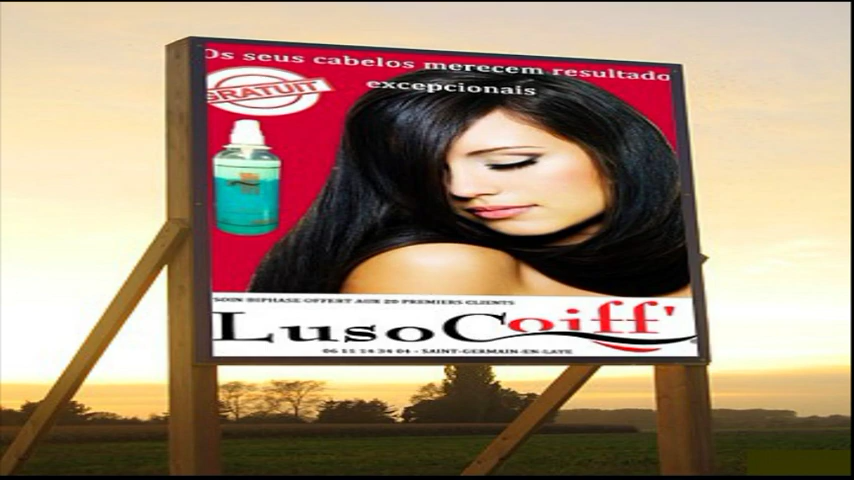 Os seus cabelos merecem resultado
excepcionais
GRATUIT
SOIN BIPHASE OFFERT AUX 20 PREMIERS CLIENTS
LusoCoiff'
06 11 14 34 04 - SAINT-GERMAIN-EN-LAYE